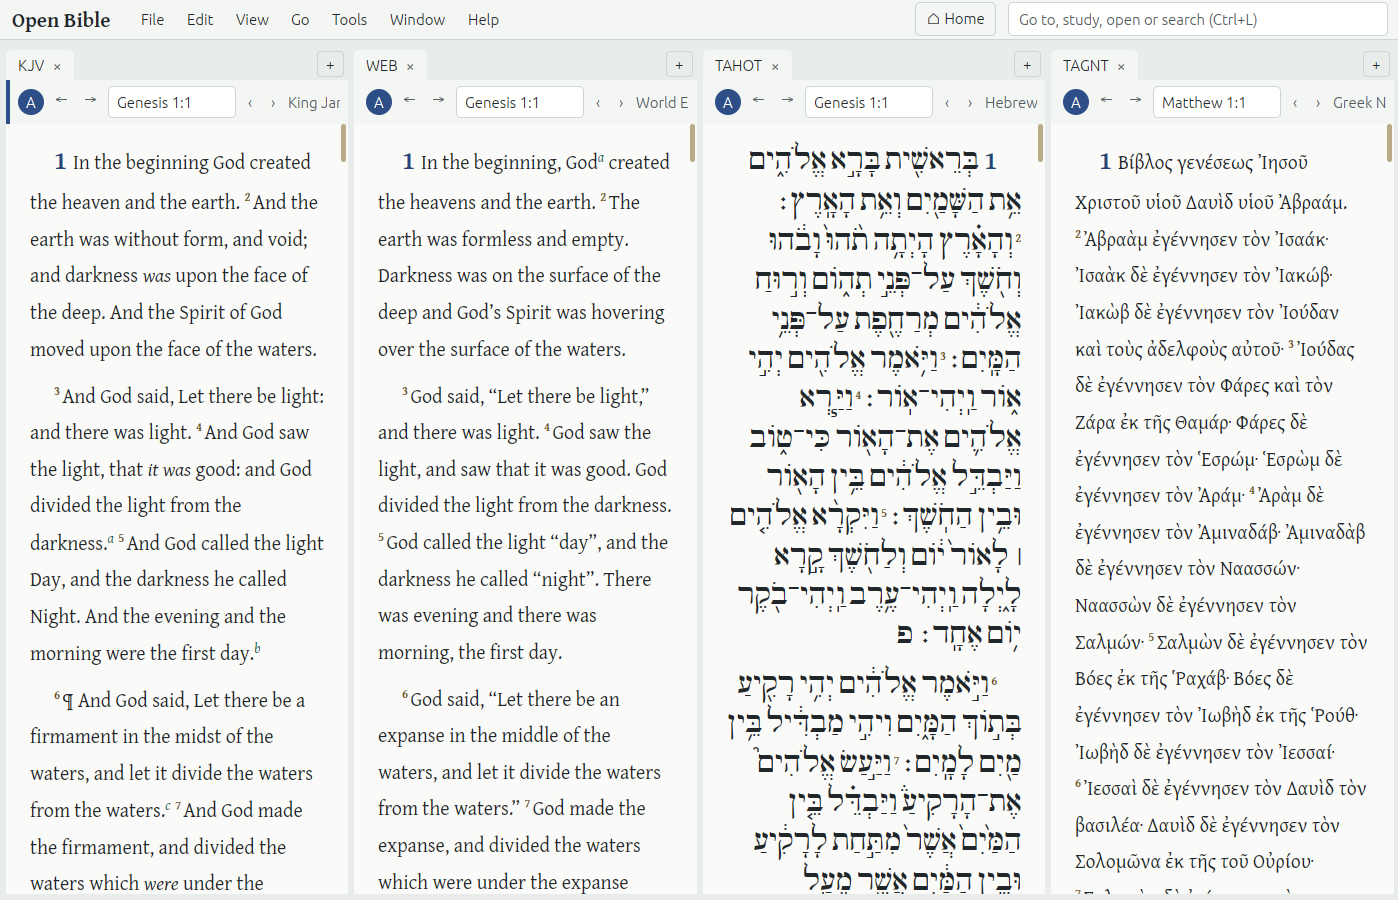 Open Bible File Edit View Go Tools Window Help Home Go to, study, open or search (Ctrl+L)
KJV × +
A ← → Genesis 1:1 ‹ › King Jar
1 In the beginning God created
the heaven and the earth. 2 And the
earth was without form, and void;
and darkness was upon the face of
the deep. And the Spirit of God
moved upon the face of the waters.
3 And God said, Let there be light:
and there was light. 4 And God saw
the light, that it was good: and God
divided the light from the
darkness.a 5 And God called the light
Day, and the darkness he called
Night. And the evening and the
morning were the first day.b
6 ¶ And God said, Let there be a
firmament in the midst of the
waters, and let it divide the waters
from the waters.c 7 And God made
the firmament, and divided the
waters which were under the
WEB × +
A ← → Genesis 1:1 ‹ › World E
1 In the beginning, Goda created
the heavens and the earth. 2 The
earth was formless and empty.
Darkness was on the surface of the
deep and God’s Spirit was hovering
over the surface of the waters.
3 God said, “Let there be light,”
and there was light. 4 God saw the
light, and saw that it was good. God
divided the light from the darkness.
5 God called the light “day”, and the
darkness he called “night”. There
was evening and there was
morning, the first day.
6 God said, “Let there be an
expanse in the middle of the
waters, and let it divide the waters
from the waters.” 7 God made the
expanse, and divided the waters
which were under the expanse
TAHOT × +
A ← → Genesis 1:1 ‹ › Hebrew
1 בְּרֵאשִׁ֖ית בָּרָ֣א אֱלֹהִ֑ים
אֵ֥ת הַשָּׁמַ֖יִם וְאֵ֥ת הָאָֽרֶץ׃
2 וְהָאָ֗רֶץ הָיְתָ֥ה תֹ֙הוּ֙ וָבֹ֔הוּ
וְחֹ֖שֶׁךְ עַל־פְּנֵ֣י תְה֑וֹם וְר֣וּחַ
אֱלֹהִ֔ים מְרַחֶ֖פֶת עַל־פְּנֵ֥י
הַמָּֽיִם׃ 3 וַיֹּ֥אמֶר אֱלֹהִ֖ים יְהִ֣י
א֑וֹר וַֽיְהִי־אֽוֹר׃ 4 וַיַּ֧רְא
אֱלֹהִ֛ים אֶת־הָא֖וֹר כִּי־ט֑וֹב
וַיַּבְדֵּ֣ל אֱלֹהִ֔ים בֵּ֥ין הָא֖וֹר
וּבֵ֥ין הַחֹֽשֶׁךְ׃ 5 וַיִּקְרָ֨א אֱלֹהִ֤ים
׀ לָאוֹר֙ י֔וֹם וְלַחֹ֖שֶׁךְ קָ֣רָא
לָ֑יְלָה וַֽיְהִי־עֶ֥רֶב וַֽיְהִי־בֹ֖קֶר
י֥וֹם אֶחָֽד׃ פ
6 וַיֹּ֣אמֶר אֱלֹהִ֔ים יְהִ֥י רָקִ֖יעַ
בְּת֣וֹךְ הַמָּ֑יִם וִיהִ֣י מַבְדִּ֔יל בֵּ֥ין
מַ֖יִם לָמָֽיִם׃ 7 וַיַּ֣עַשׂ אֱלֹהִים֮
אֶת־הָרָקִיעַ֒ וַיַּבְדֵּ֗ל בֵּ֤ין
הַמַּ֙יִם֙ אֲשֶׁר֙ מִתַּ֣חַת לָרָקִ֔יעַ
וּבֵ֣ין הַמַּ֔יִם אֲשֶׁ֖ר מֵעַ֣ל
TAGNT × +
A ← → Matthew 1:1 ‹ › Greek N
1 Βίβλος γενέσεως Ἰησοῦ
Χριστοῦ υἱοῦ Δαυὶδ υἱοῦ Ἀβραάμ.
2 Ἀβραὰμ ἐγέννησεν τὸν Ἰσαάκ·
Ἰσαὰκ δὲ ἐγέννησεν τὸν Ἰακώβ·
Ἰακὼβ δὲ ἐγέννησεν τὸν Ἰούδαν
καὶ τοὺς ἀδελφοὺς αὐτοῦ· 3 Ἰούδας
δὲ ἐγέννησεν τὸν Φάρες καὶ τὸν
Ζάρα ἐκ τῆς Θαμάρ· Φάρες δὲ
ἐγέννησεν τὸν Ἑσρώμ· Ἑσρὼμ δὲ
ἐγέννησεν τὸν Ἀράμ· 4 Ἀρὰμ δὲ
ἐγέννησεν τὸν Ἀμιναδάβ· Ἀμιναδὰβ
δὲ ἐγέννησεν τὸν Ναασσών·
Ναασσὼν δὲ ἐγέννησεν τὸν
Σαλμών· 5 Σαλμὼν δὲ ἐγέννησεν τὸν
Βόες ἐκ τῆς Ῥαχάβ· Βόες δὲ
ἐγέννησεν τὸν Ἰωβὴδ ἐκ τῆς Ῥούθ·
Ἰωβὴδ δὲ ἐγέννησεν τὸν Ἰεσσαί·
6 Ἰεσσαὶ δὲ ἐγέννησεν τὸν Δαυὶδ τὸν
βασιλέα· Δαυὶδ δὲ ἐγέννησεν τὸν
Σολομῶνα ἐκ τῆς τοῦ Οὐρίου·